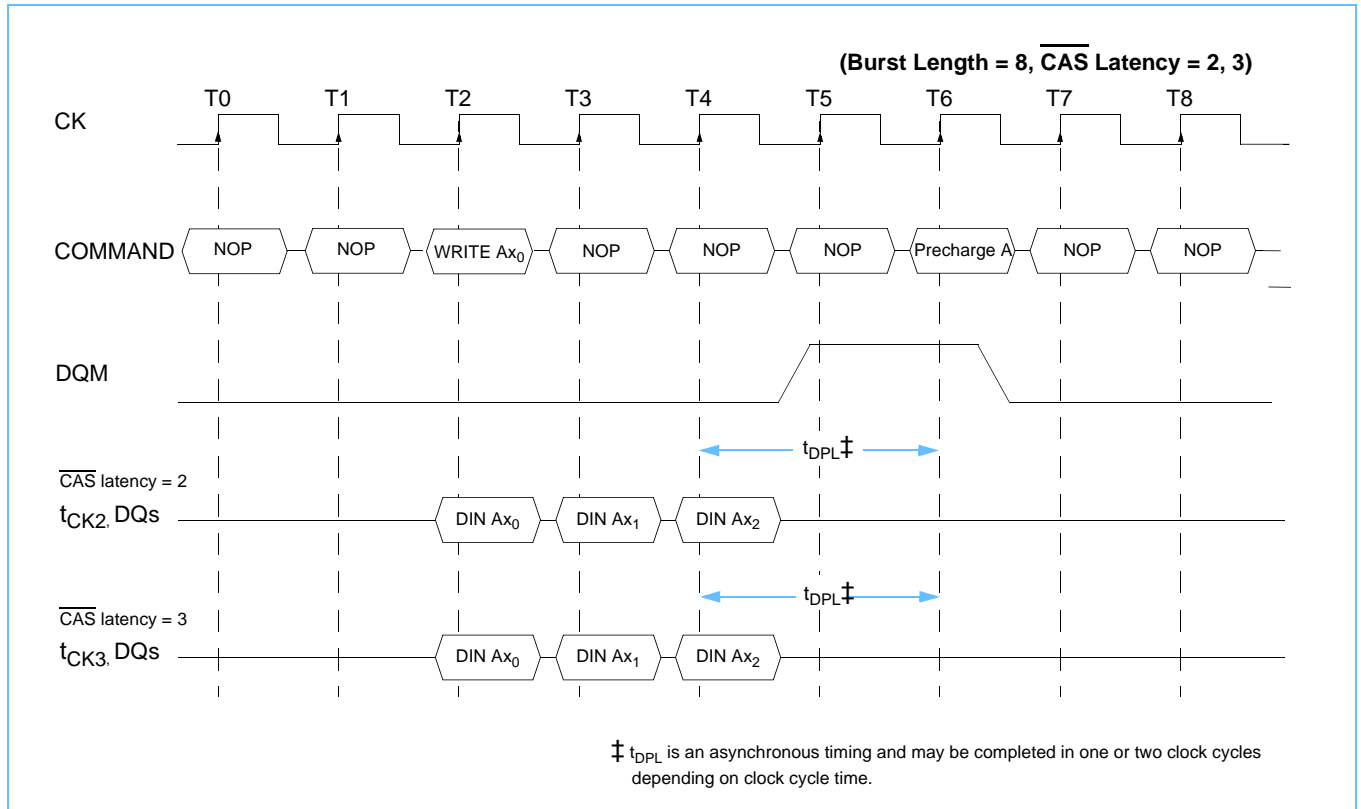 (Burst Length = 8, CAS Latency = 2, 3)
T0 T1 T2 T3 T4 T5 T6 T7 T8
CK
COMMAND NOP NOP WRITE Ax0 NOP NOP NOP Precharge A NOP NOP
DQM
tDPL‡
CAS latency = 2
tCK2, DQs DIN Ax0 DIN Ax1 DIN Ax2
tDPL‡
CAS latency = 3
tCK3, DQs DIN Ax0 DIN Ax1 DIN Ax2
‡ tDPL is an asynchronous timing and may be completed in one or two clock cycles
depending on clock cycle time.